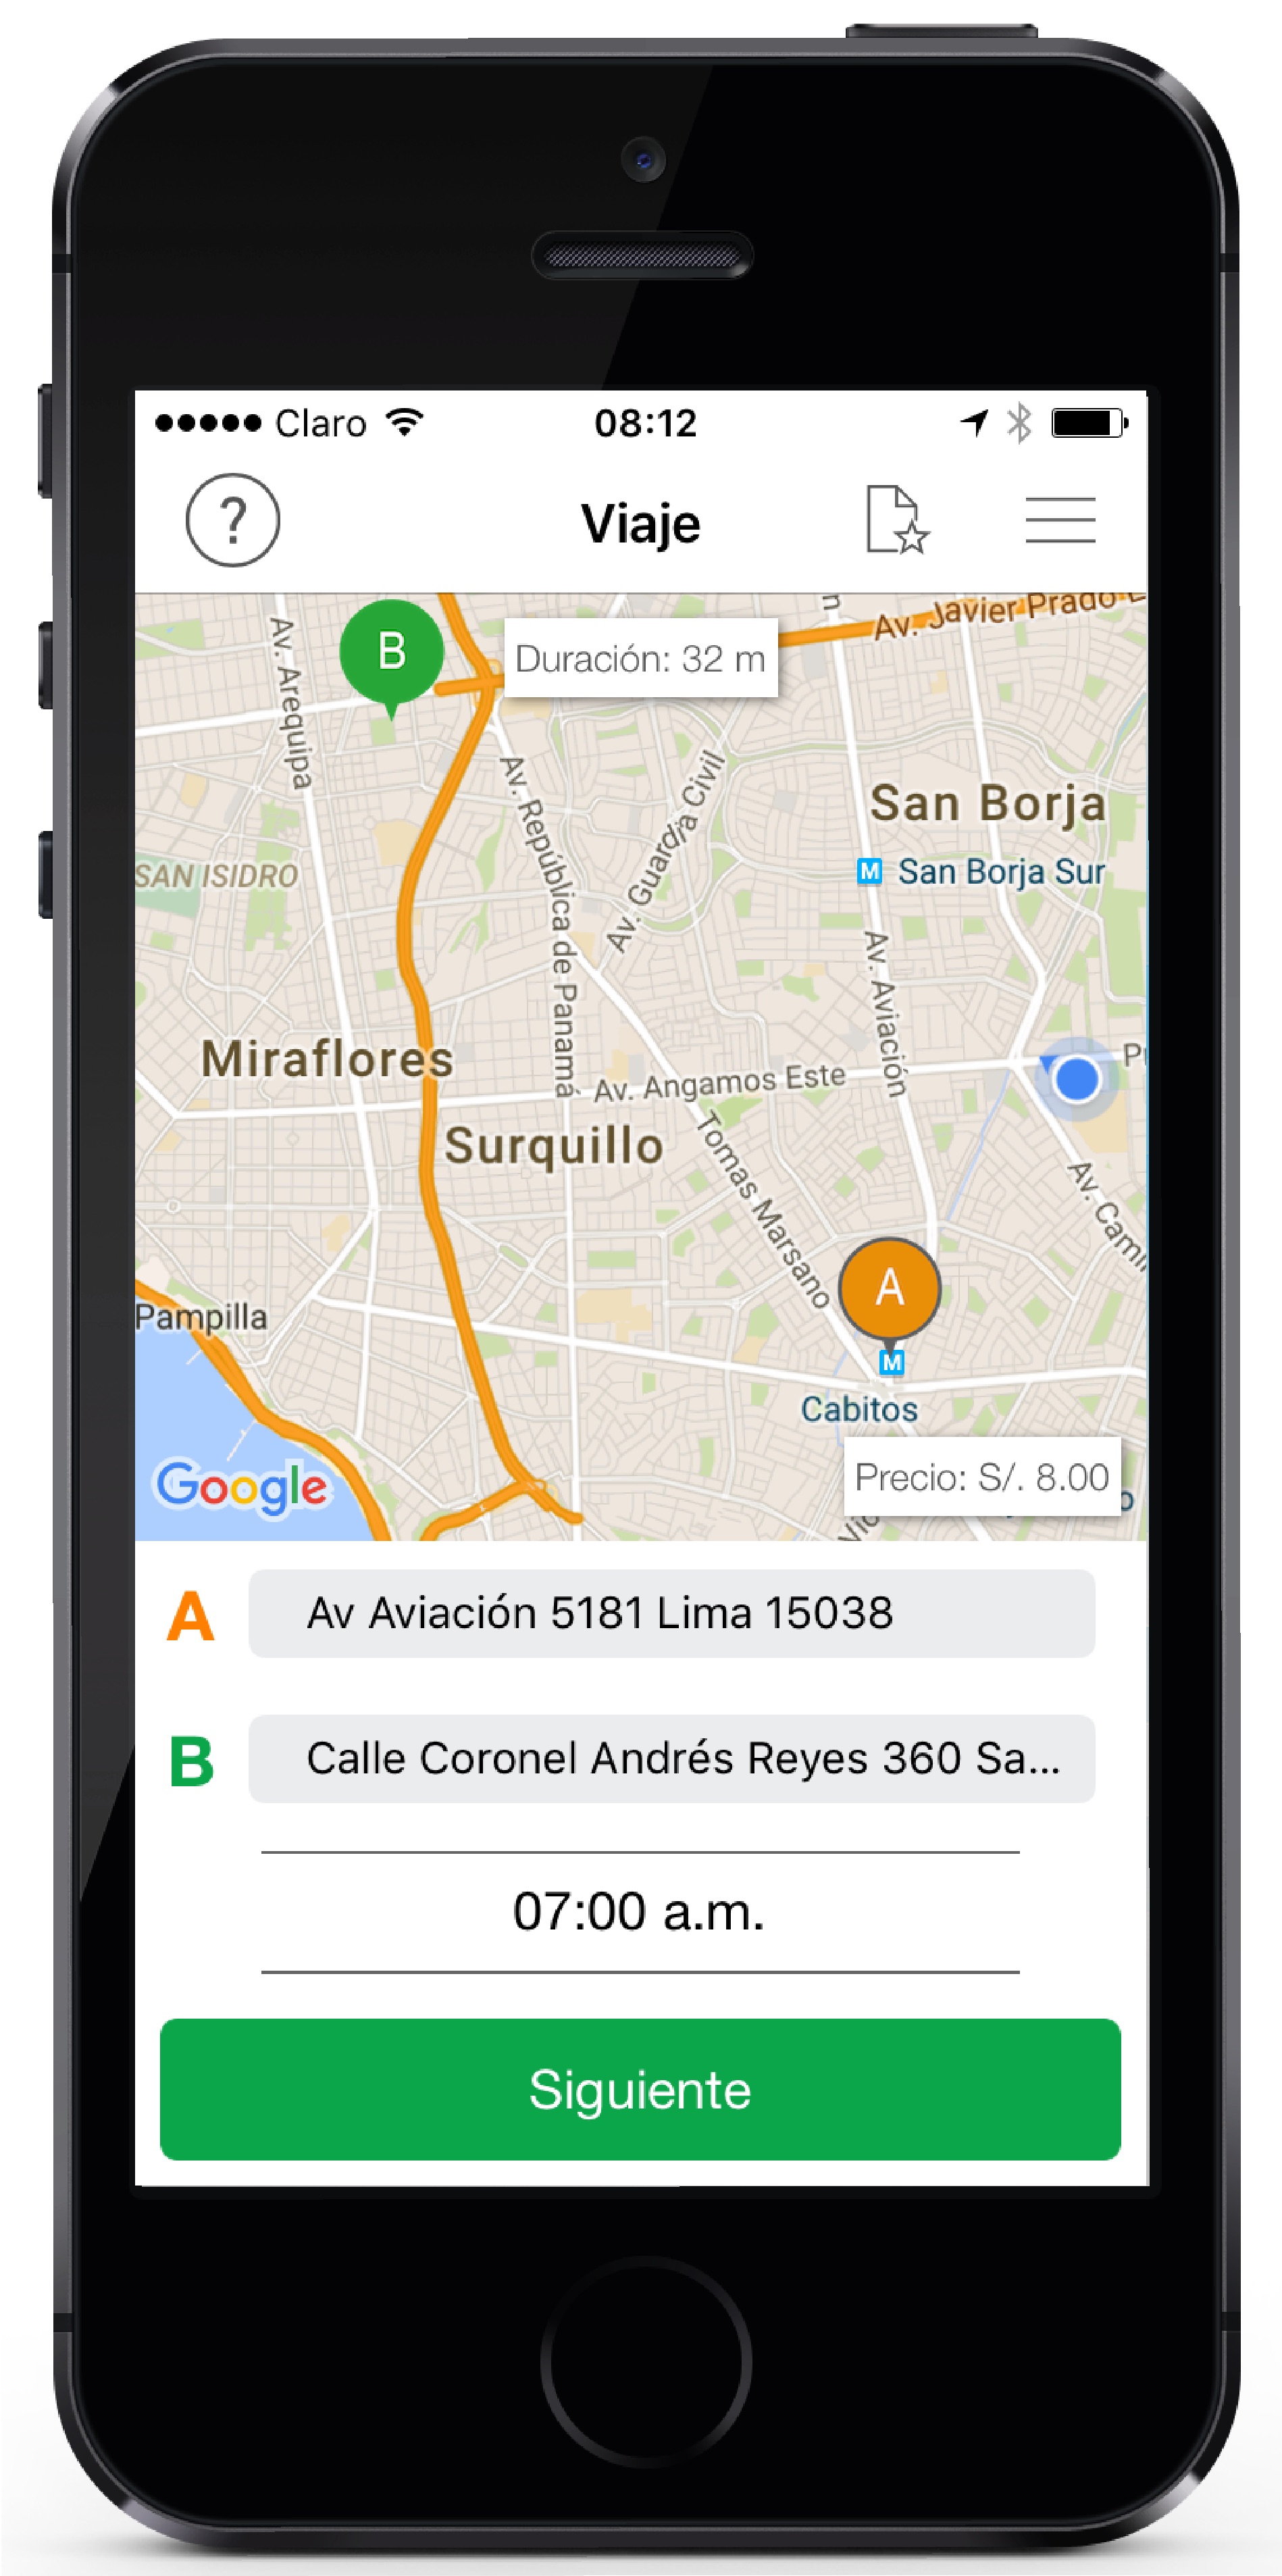 Claro
08:12
?
Viaje
Av. Javier Prado
B
Duración: 32 m
Av. Arequipa
San Borja
Av. República de Panamá
Av. Guardia Civil
SAN ISIDRO
M San Borja Sur
Av. Aviación
Miraflores
Av. Angamos Este
Surquillo
Tomas Marsano
A
Pampilla
M
Cabitos
Google
Precio: S/. 8.00
A Av Aviación 5181 Lima 15038
B Calle Coronel Andrés Reyes 360 Sa...
07:00 a.m.
Siguiente